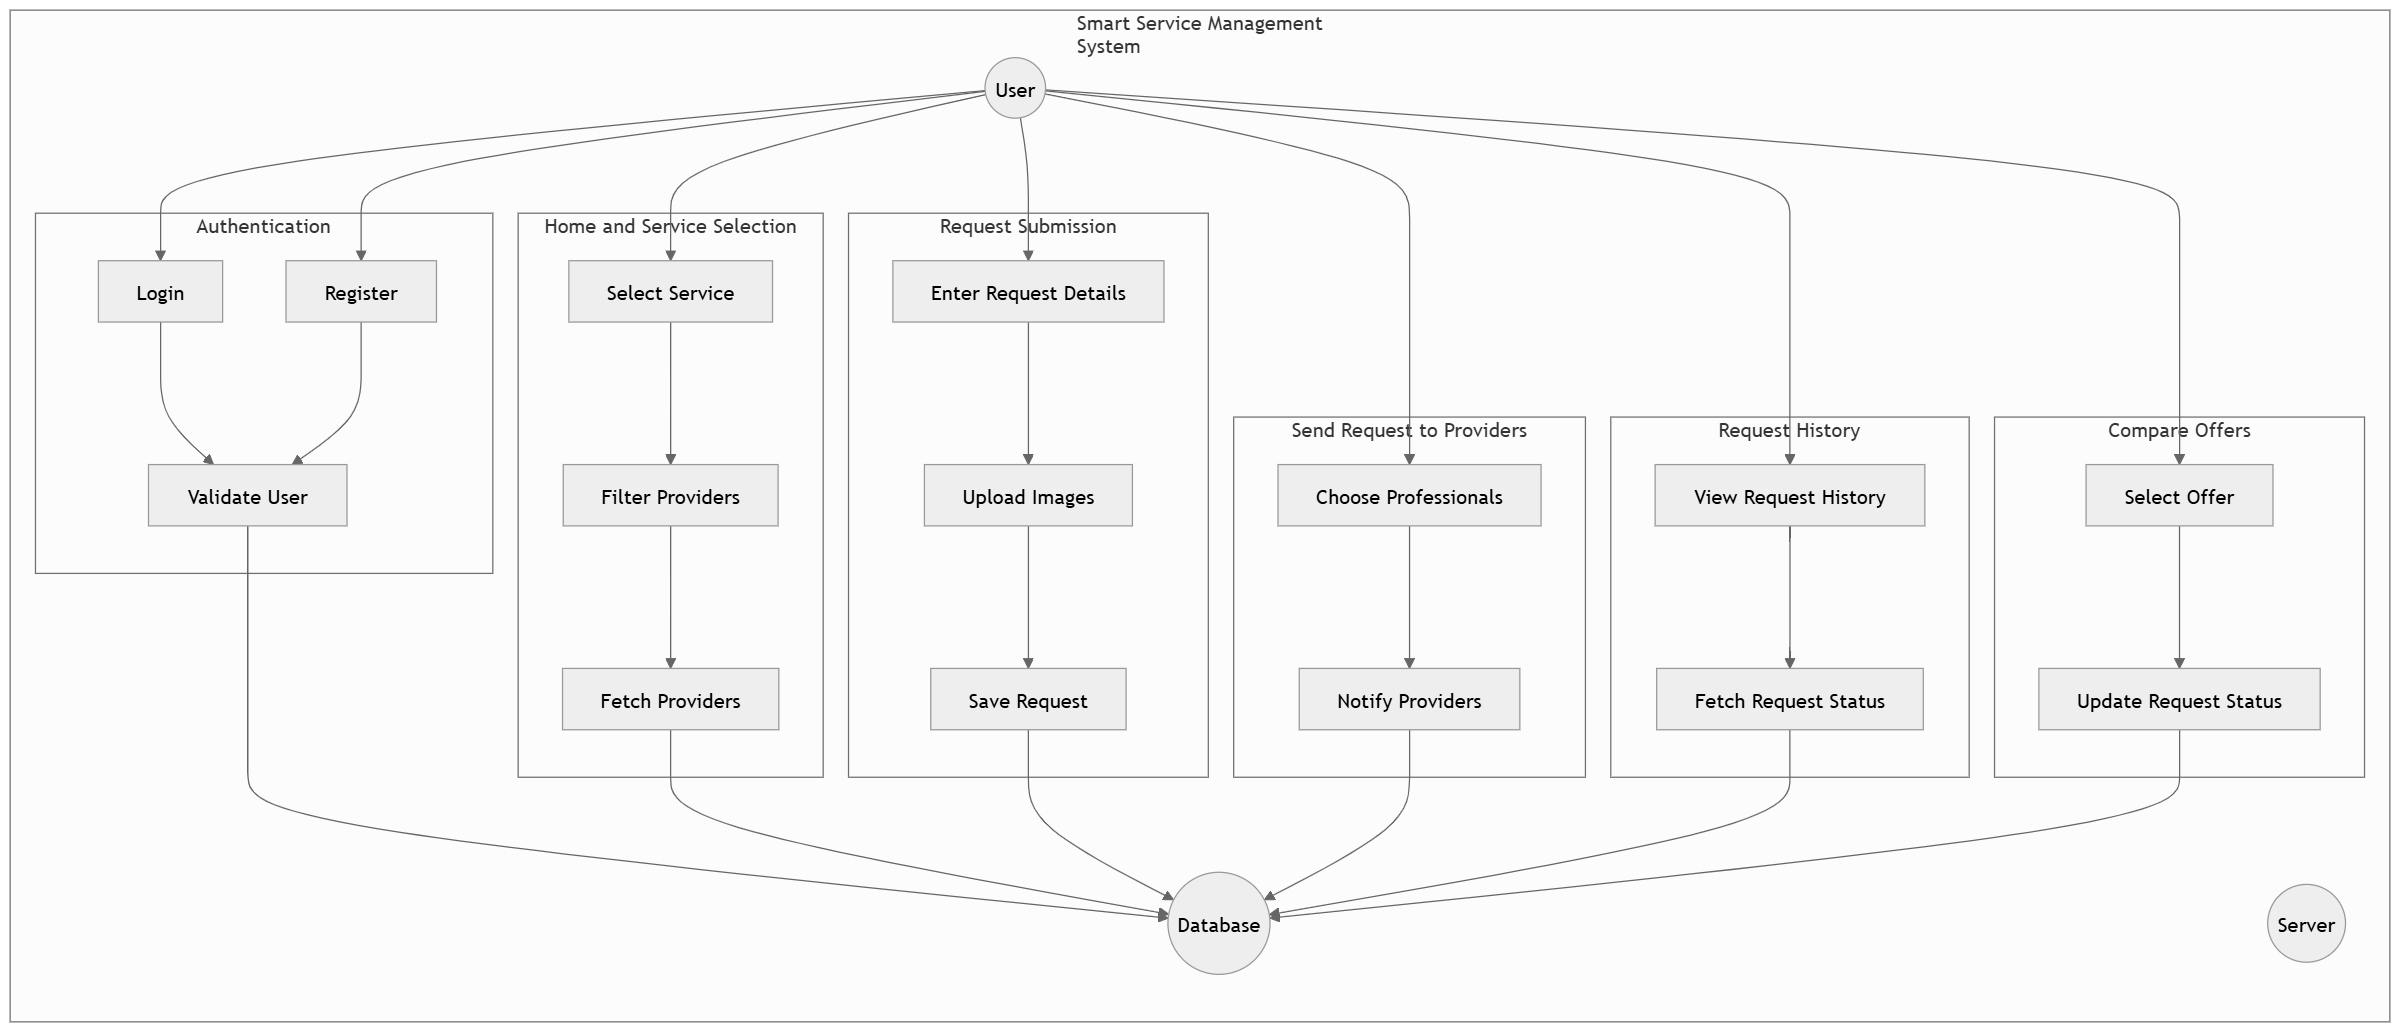 Smart Service Management
System
User
Authentication
Home and Service Selection
Request Submission
Login
Register
Select Service
Enter Request Details
Send Request to Providers
Request History
Compare Offers
Validate User
Filter Providers
Upload Images
Choose Professionals
View Request History
Select Offer
Fetch Providers
Save Request
Notify Providers
Fetch Request Status
Update Request Status
Database
Server